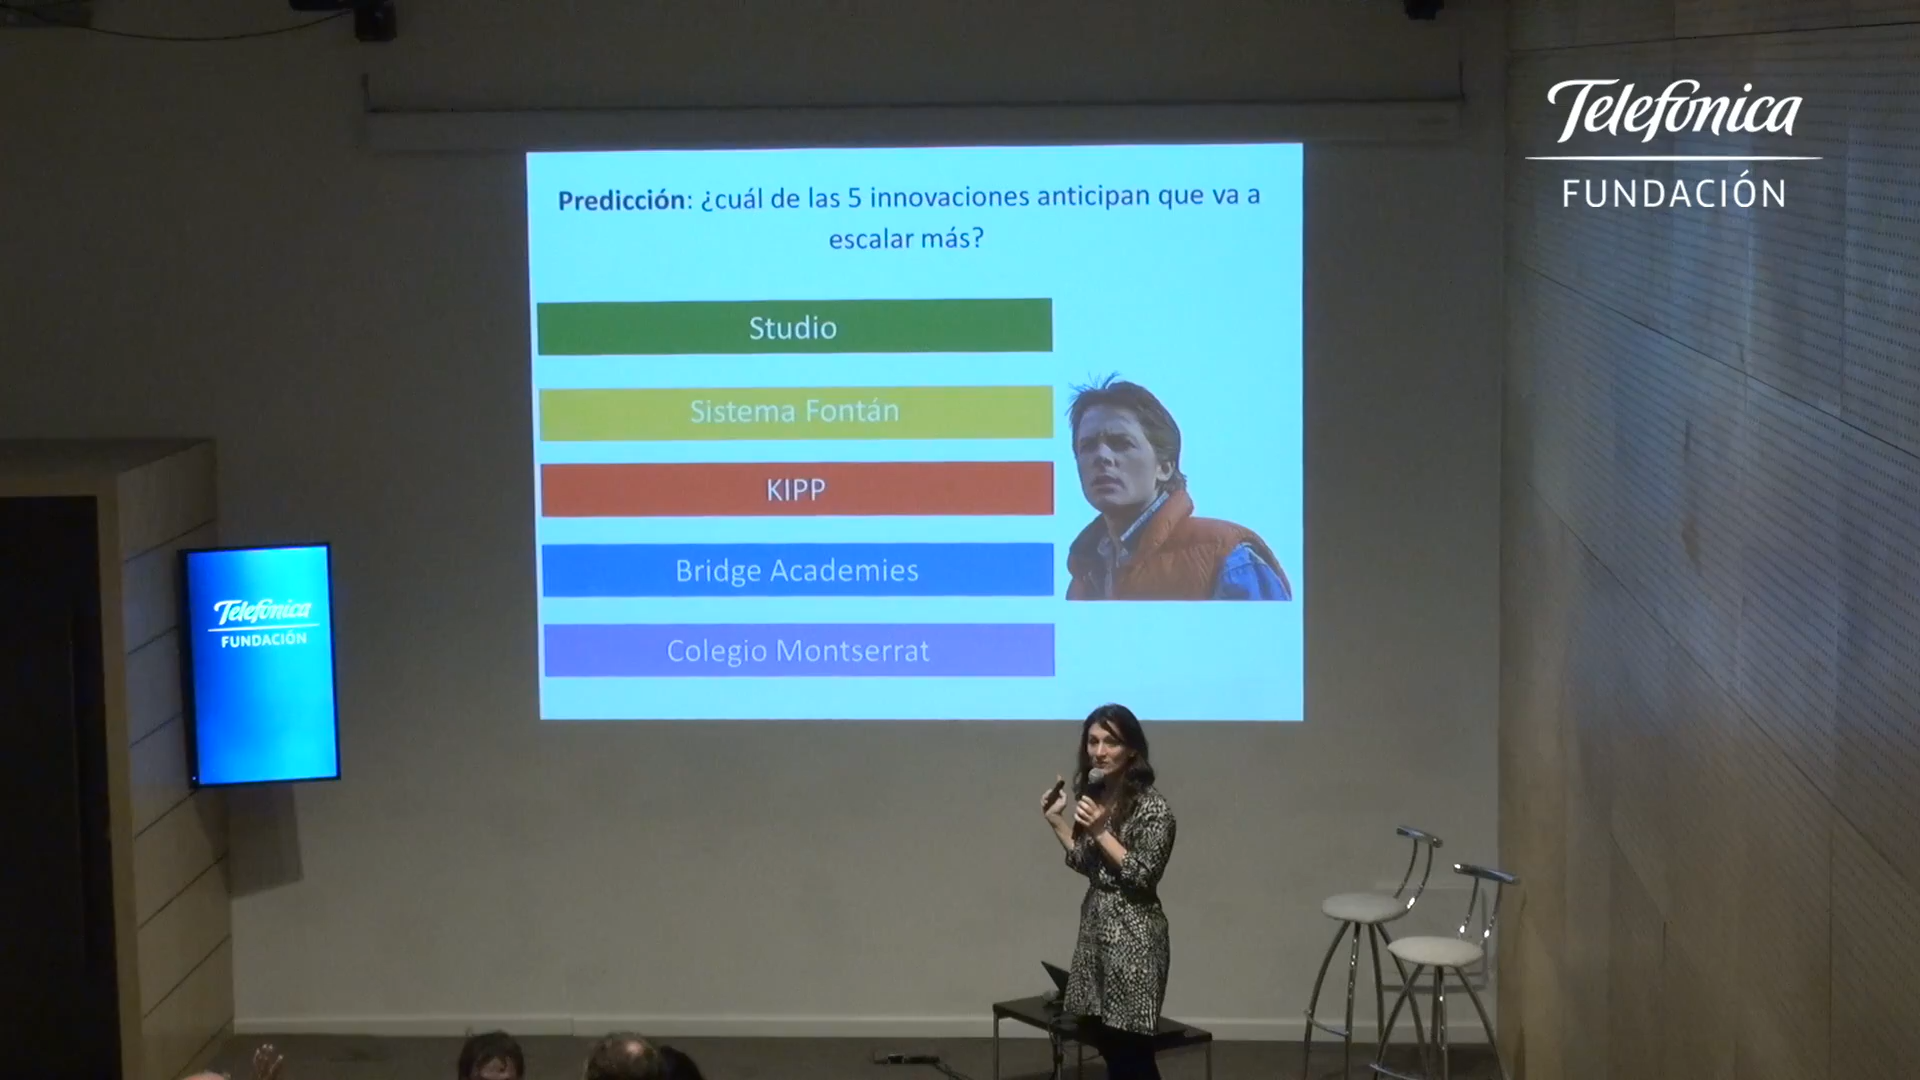 Telefónica
FUNDACIÓN
Predicción: ¿cuál de las 5 innovaciones anticipan que va a
escalar más?
Studio
Sistema Fontán
KIPP
Bridge Academies
Colegio Montserrat
Telefónica
FUNDACIÓN